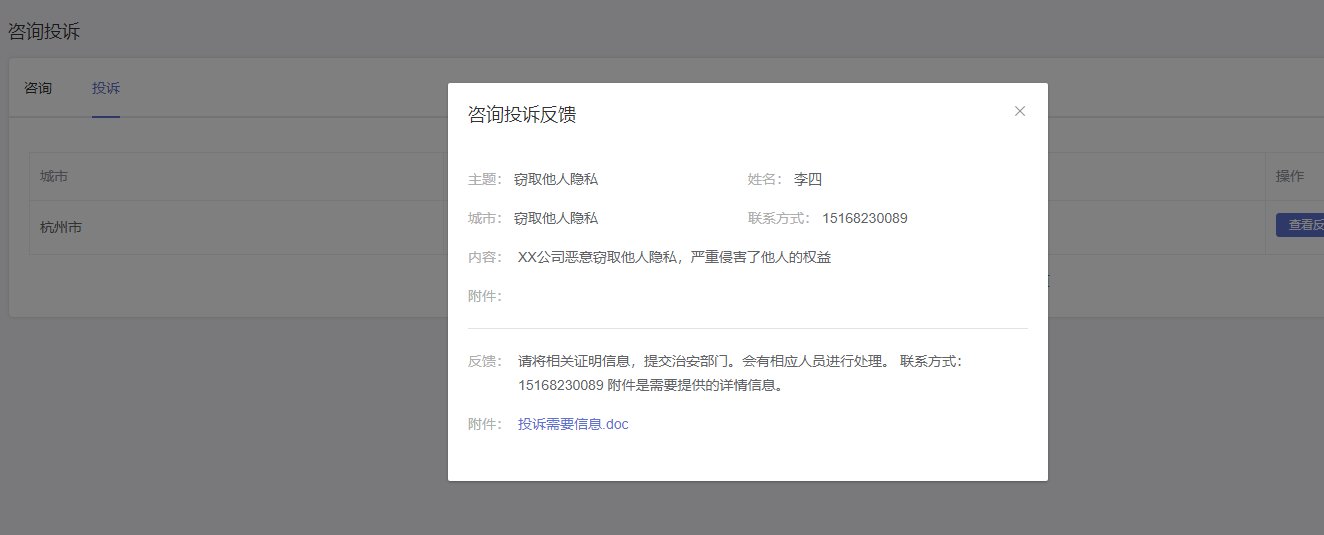 咨询投诉
咨询 投诉
咨询投诉反馈
主题： 窃取他人隐私 姓名： 李四
城市： 窃取他人隐私 联系方式： 15168230089
内容： XX公司恶意窃取他人隐私，严重侵害了他人的权益
附件：
反馈： 请将相关证明信息，提交治安部门。会有相应人员进行处理。 联系方式：
15168230089 附件是需要提供的详情信息。
附件： 投诉需要信息.doc
城市 操作
杭州市 查看反